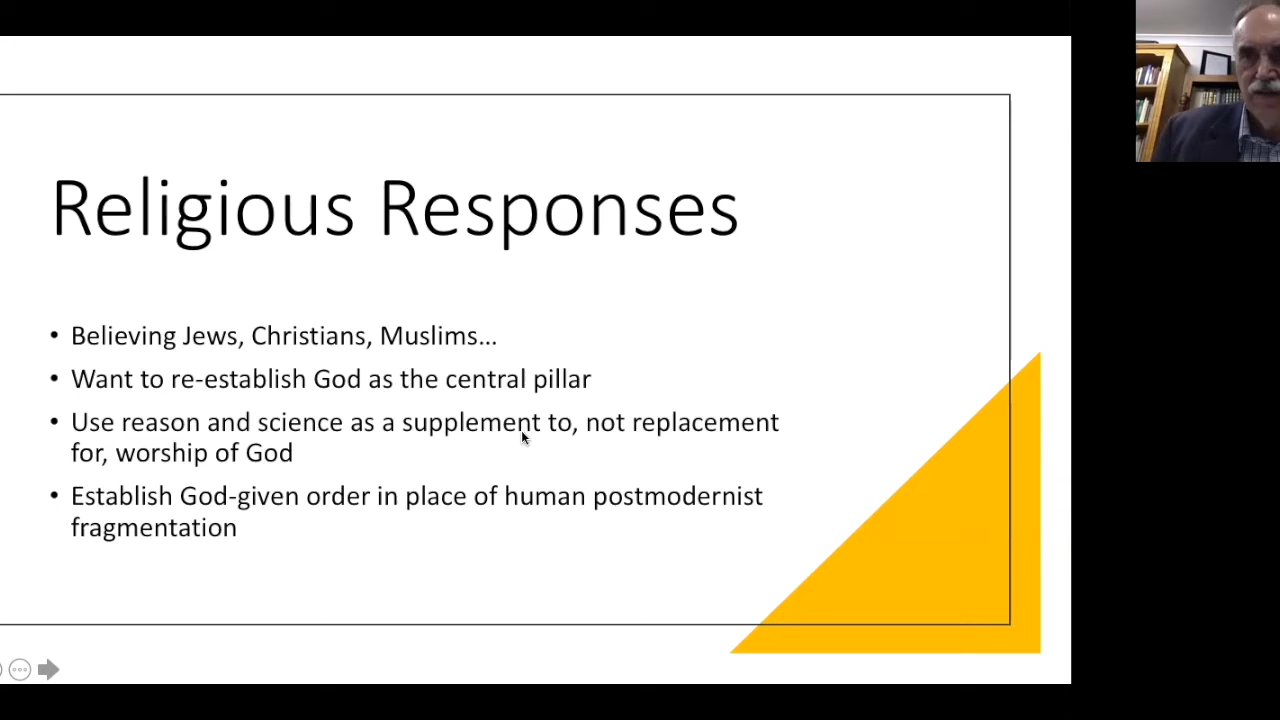 Religious Responses
• Believing Jews, Christians, Muslims...
• Want to re-establish God as the central pillar
• Use reason and science as a supplement to, not replacement
for, worship of God
• Establish God-given order in place of human postmodernist
fragmentation